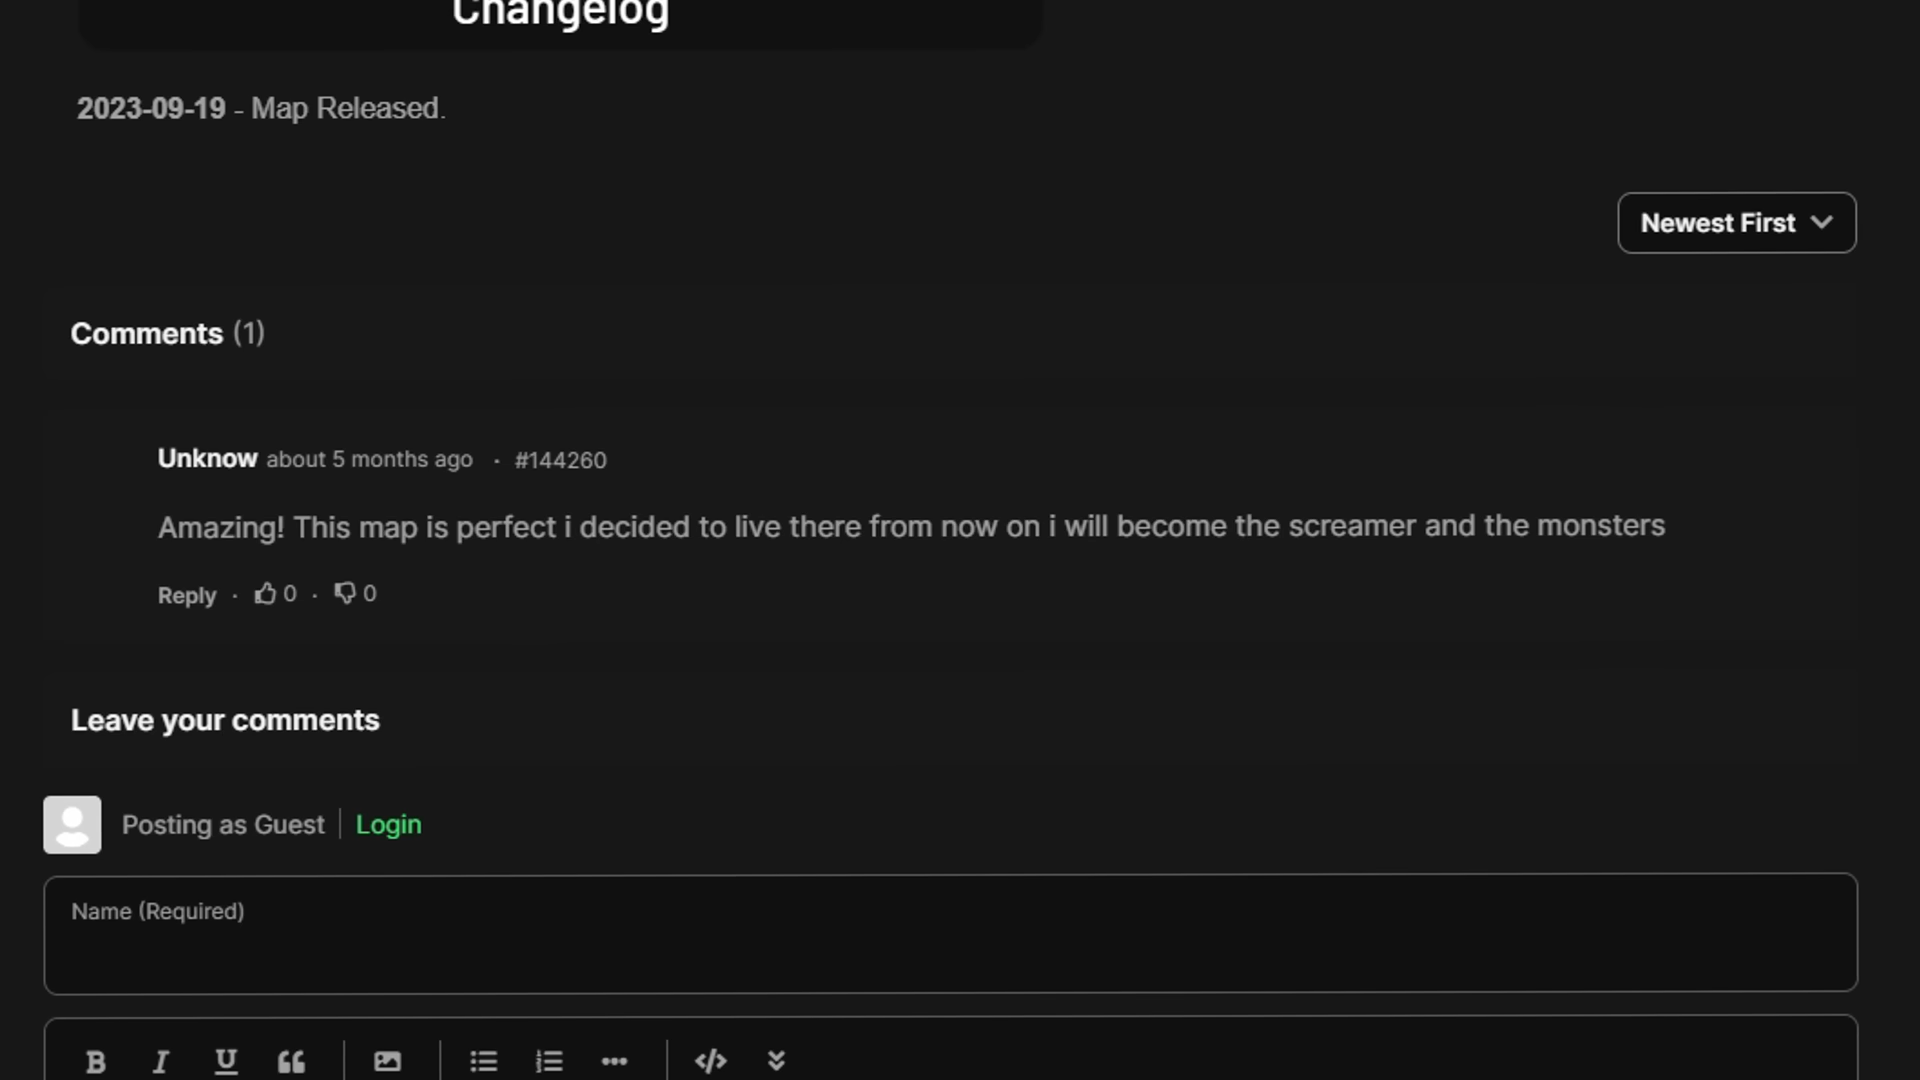 Changelog
2023-09-19 - Map Released.
Newest First
Comments (1)
Unknow about 5 months ago · #144260
Amazing! This map is perfect i decided to live there from now on i will become the screamer and the monsters
Reply · 0 · 0
Leave your comments
Posting as Guest | Login
Name (Required)